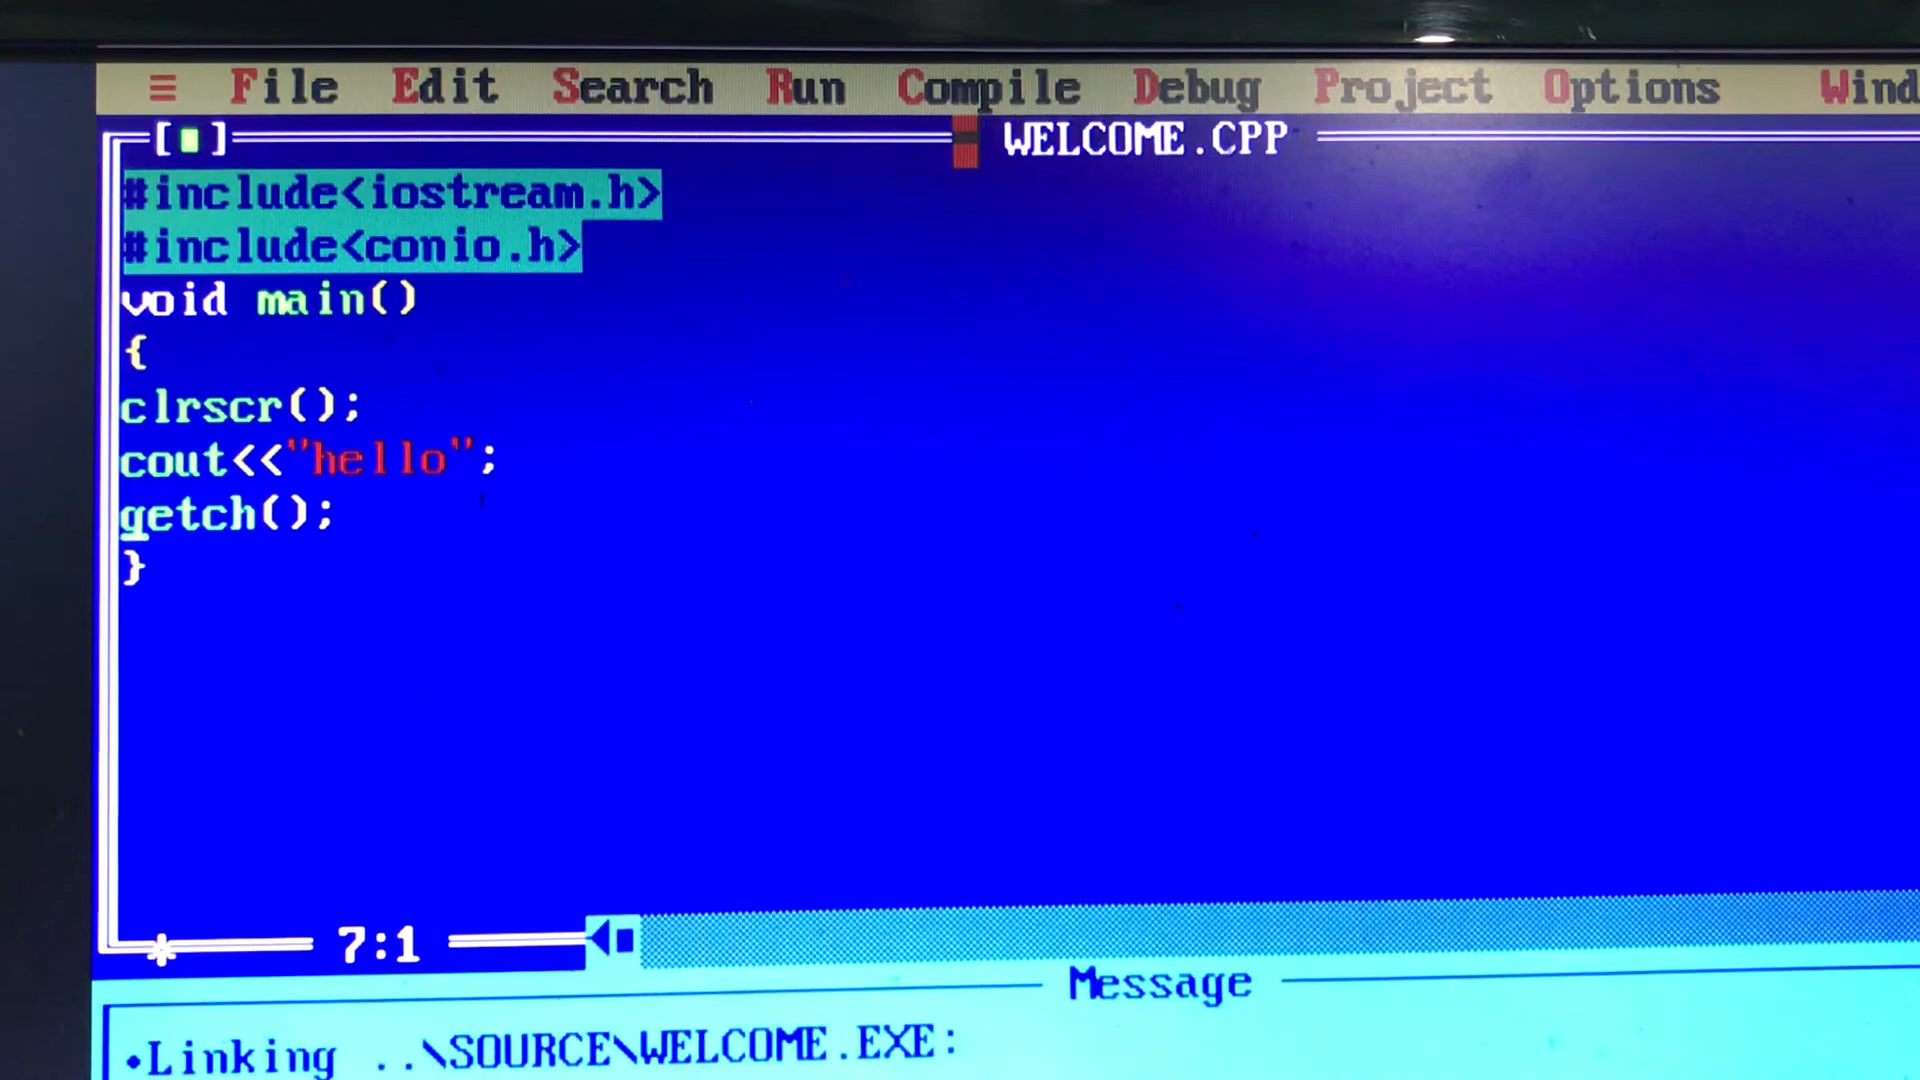 ≡ File Edit Search Run Compile Debug Project Options Wind
[■] WELCOME.CPP
#include<iostream.h>
#include<conio.h>
void main()
{
clrscr();
cout<<"hello";
getch();
}
* 7:1
Message
•Linking ..\SOURCE\WELCOME.EXE: